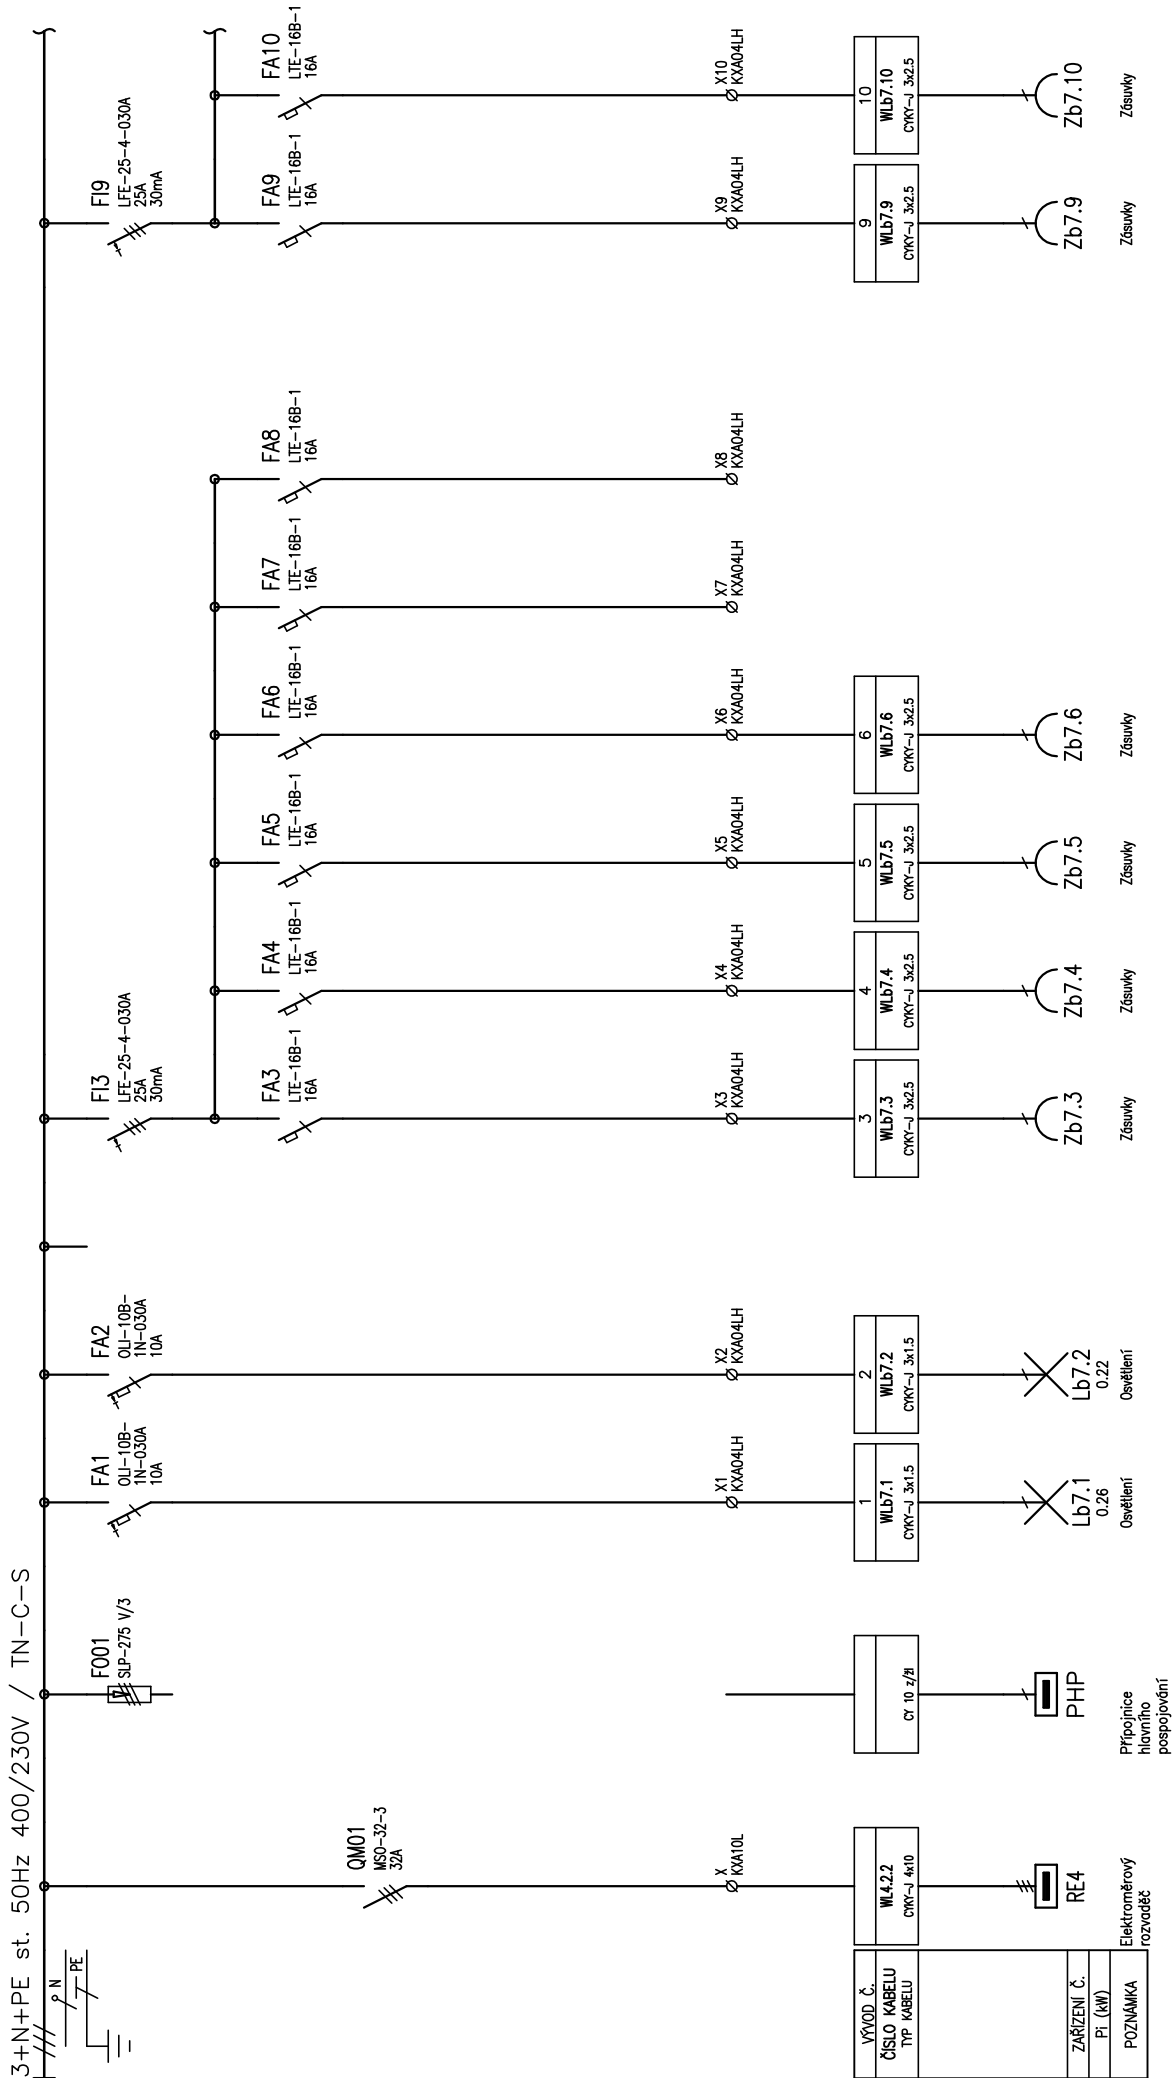 3+N+PE st. 50Hz 400/230V / TN-C-S
N
PE
QM01
MSO-32-3
32A
X
KXA10L
WL4.2.2
CYKY-J 4x10
RE4
Elektroměrový
rozvaděč
VÝVOD Č.
ČÍSLO KABELU
TYP KABELU
ZAŘÍZENÍ Č.
Pi (kW)
POZNÁMKA
F001
SLP-275 V/3
CY 10 z/žl
PHP
Přípojnice
hlavního
pospojování
FA1
OLI-10B-
1N-030A
10A
X1
KXA04LH
1
WLb7.1
CYKY-J 3x1.5
Lb7.1
0.26
Osvětlení
FA2
OLI-10B-
1N-030A
10A
X2
KXA04LH
2
WLb7.2
CYKY-J 3x1.5
Lb7.2
0.22
Osvětlení
FI3
LFE-25-4-030A
25A
30mA
FA3
LTE-16B-1
16A
X3
KXA04LH
3
WLb7.3
CYKY-J 3x2.5
Zb7.3
Zásuvky
FA4
LTE-16B-1
16A
X4
KXA04LH
4
WLb7.4
CYKY-J 3x2.5
Zb7.4
Zásuvky
FA5
LTE-16B-1
16A
X5
KXA04LH
5
WLb7.5
CYKY-J 3x2.5
Zb7.5
Zásuvky
FA6
LTE-16B-1
16A
X6
KXA04LH
6
WLb7.6
CYKY-J 3x2.5
Zb7.6
Zásuvky
FA7
LTE-16B-1
16A
X7
KXA04LH
FA8
LTE-16B-1
16A
X8
KXA04LH
FI9
LFE-25-4-030A
25A
30mA
FA9
LTE-16B-1
16A
X9
KXA04LH
9
WLb7.9
CYKY-J 3x2.5
Zb7.9
Zásuvky
FA10
LTE-16B-1
16A
X10
KXA04LH
10
WLb7.10
CYKY-J 3x2.5
Zb7.10
Zásuvky